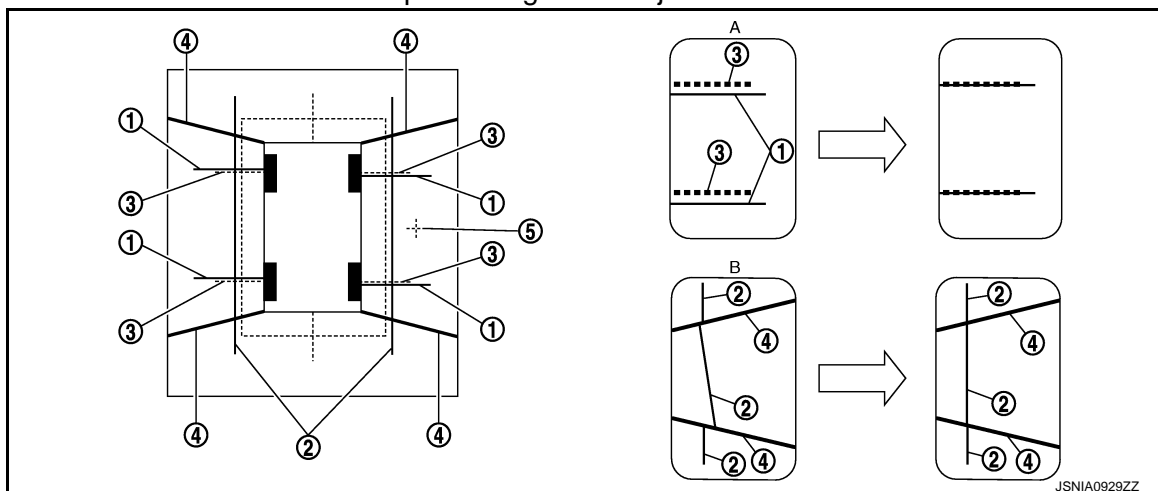 A
④ ④
③
① ③ ③ ①
③ ①
⑤
① ③ B
② ②
③ ① ④ ④
② ②
④ ② ④ ② ④ ② ④
JSNIA0929ZZ